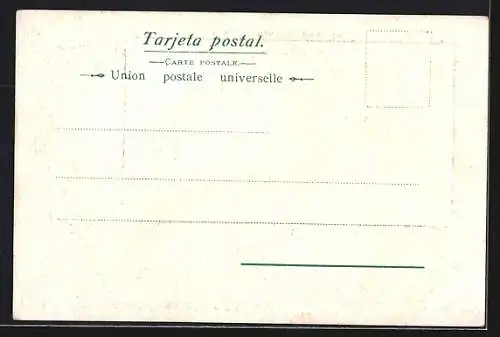 Tarjeta postal.
CARTE POSTALE.
Union postale universelle